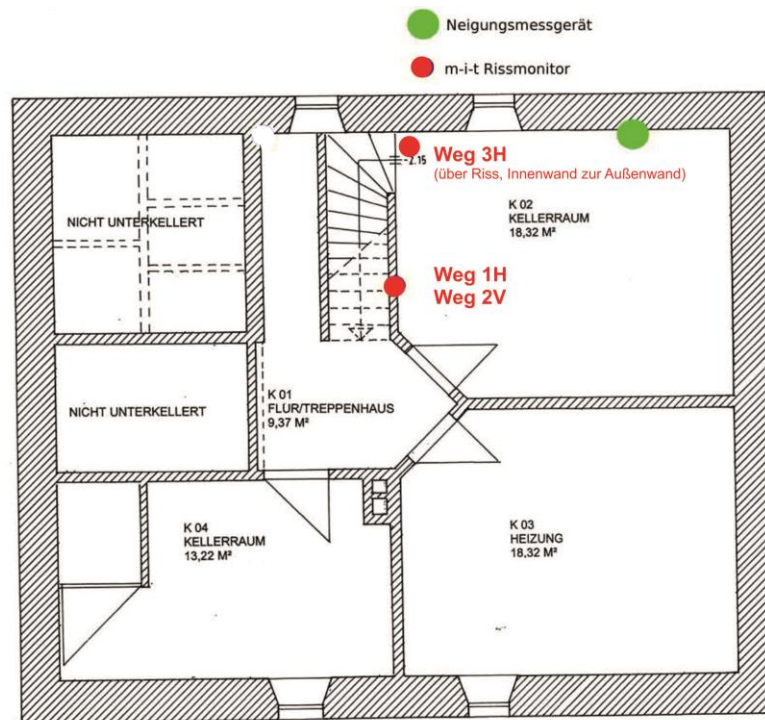 Neigungsmessgerät
m-i-t Rissmonitor
Weg 3H
-2.15
(über Riss, Innenwand zur Außenwand)
NICHT UNTERKELLERT
K 02
KELLERRAUM
18,32 M²
Weg 1H
Weg 2V
K 01
FLUR/TREPPENHAUS
9,37 M²
NICHT UNTERKELLERT
K 04
KELLERRAUM
13,22 M²
K 03
HEIZUNG
18,32 M²